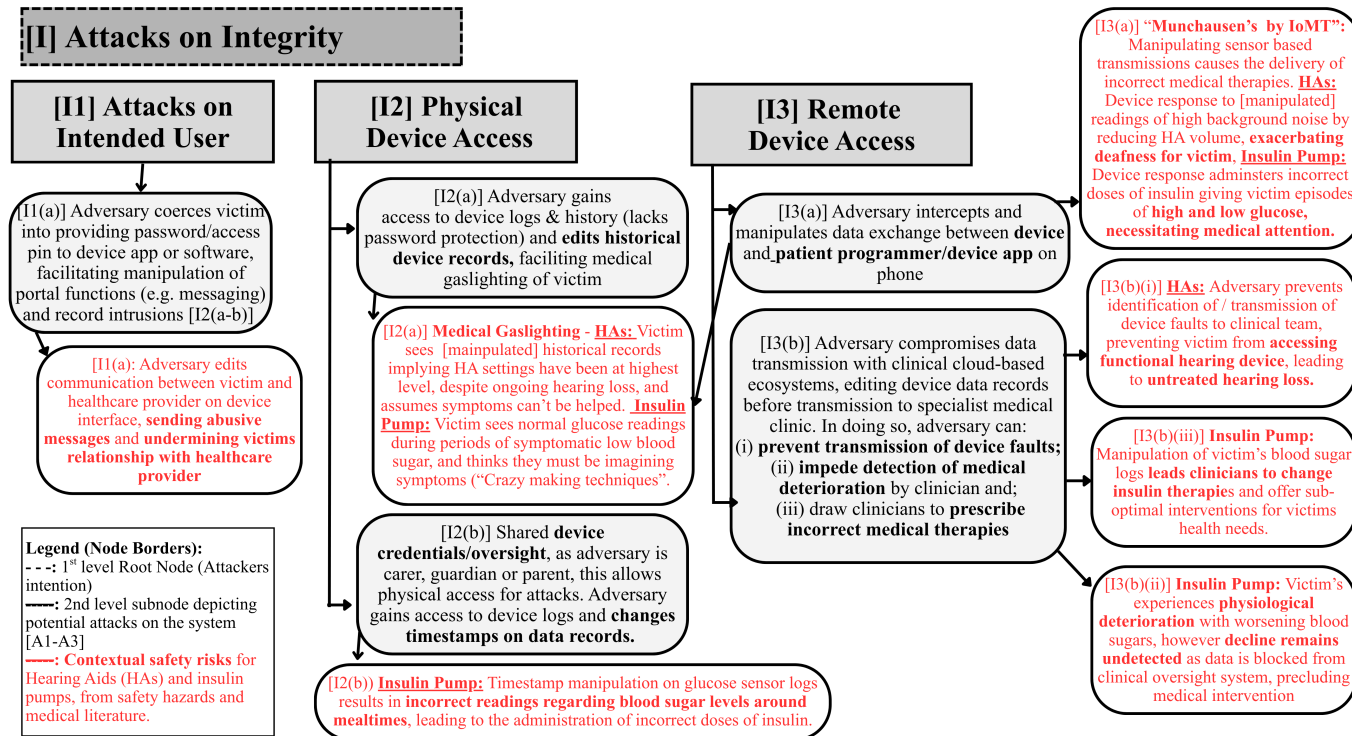 [I] Attacks on Integrity
[I1] Attacks on
Intended User
[I1(a)] Adversary coerces victim
into providing password/access
pin to device app or software,
facilitating manipulation of
portal functions (e.g. messaging)
and record intrusions [I2(a-b)]
[I1(a): Adversary edits
communication between victim and
healthcare provider on device
interface, sending abusive
messages and undermining victims
relationship with healthcare
provider
Legend (Node Borders):
- - -: 1st level Root Node (Attackers
intention)
-----: 2nd level subnode depicting
potential attacks on the system
[A1-A3]
-----: Contextual safety risks for
Hearing Aids (HAs) and insulin
pumps, from safety hazards and
medical literature.
[I2] Physical
Device Access
[I2(a)] Adversary gains
access to device logs & history (lacks
password protection) and edits historical
device records, faciliting medical
gaslighting of victim
[I2(a)] Medical Gaslighting - HAs: Victim
sees [mainpulated] historical records
implying HA settings have been at highest
level, despite ongoing hearing loss, and
assumes symptoms can't be helped. Insulin
Pump: Victim sees normal glucose readings
during periods of symptomatic low blood
sugar, and thinks they must be imagining
symptoms ("Crazy making techniques".
[I2(b)] Shared device
credentials/oversight, as adversary is
carer, guardian or parent, this allows
physical access for attacks. Adversary
gains access to device logs and changes
timestamps on data records.
[I2(b)) Insulin Pump: Timestamp manipulation on glucose sensor logs
results in incorrect readings regarding blood sugar levels around
mealtimes, leading to the administration of incorrect doses of insulin.
[I3] Remote
Device Access
[I3(a)] Adversary intercepts and
manipulates data exchange between device
and patient programmer/device app on
phone
[I3(b)] Adversary compromises data
transmission with clinical cloud-based
ecosystems, editing device data records
before transmission to specialist medical
clinic. In doing so, adversary can:
(i) prevent transmission of device faults;
(ii) impede detection of medical
deterioration by clinician and;
(iii) draw clinicians to prescribe
incorrect medical therapies
[I3(a)] "Munchausen's by IoMT":
Manipulating sensor based
transmissions causes the delivery of
incorrect medical therapies. HAs:
Device response to [manipulated]
readings of high background noise by
reducing HA volume, exacerbating
deafness for victim, Insulin Pump:
Device response adminsters incorrect
doses of insulin giving victim episodes
of high and low glucose,
necessitating medical attention.
[I3(b)(i)] HAs: Adversary prevents
identification of / transmission of
device faults to clinical team,
preventing victim from accessing
functional hearing device, leading
to untreated hearing loss.
[I3(b)(iii)] Insulin Pump:
Manipulation of victim's blood sugar
logs leads clinicians to change
insulin therapies and offer sub-
optimal interventions for victims
health needs.
[I3(b)(ii)] Insulin Pump: Victim's
experiences physiological
deterioration with worsening blood
sugars, however decline remains
undetected as data is blocked from
clinical oversight system, precluding
medical intervention